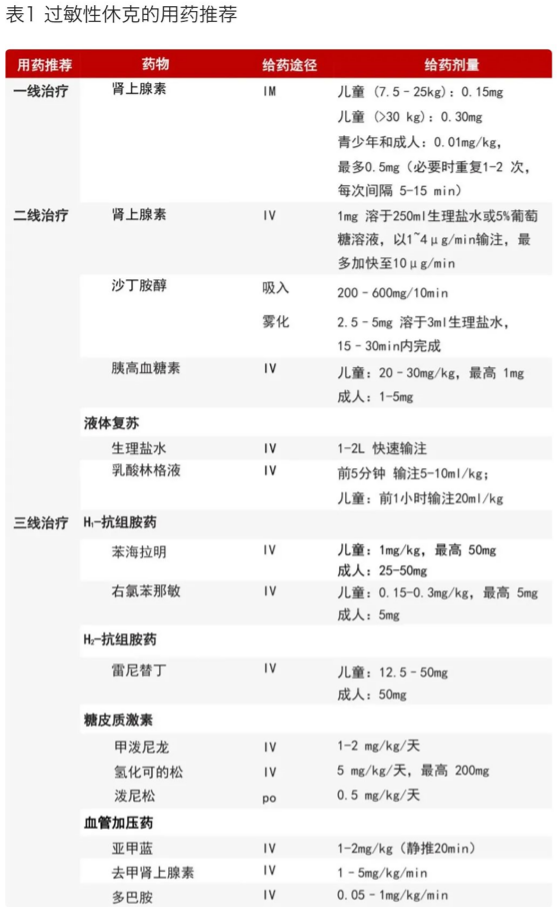 表1 过敏性休克的用药推荐
用药推荐 药物 给药途径 给药剂量
一线治疗 肾上腺素 IM 儿童 (7.5-25kg): 0.15mg
儿童 (>30 kg): 0.30mg
青少年和成人: 0.01mg/kg,
最多0.5mg（必要时重复1-2 次,
每次间隔 5-15 min）
二线治疗 肾上腺素 IV 1mg 溶于250ml生理盐水或5%葡萄
糖溶液，以1~4μg/min输注，最
多加快至10μg/min
沙丁胺醇 吸入 200-600mg/10min
雾化 2.5-5mg 溶于3ml生理盐水,
15-30min内完成
胰高血糖素 IV 儿童: 20-30mg/kg, 最高 1mg
成人: 1-5mg
液体复苏
生理盐水 IV 1-2L 快速输注
乳酸林格液 IV 前5分钟 输注5-10ml/kg;
儿童: 前1小时输注20ml/kg
三线治疗 H₁-抗组胺药
苯海拉明 IV 儿童: 1mg/kg, 最高 50mg
成人: 25-50mg
右氯苯那敏 IV 儿童: 0.15-0.3mg/kg, 最高 5mg
成人: 5mg
H₂-抗组胺药
雷尼替丁 IV 儿童: 12.5-50mg
成人: 50mg
糖皮质激素
甲泼尼龙 IV 1-2 mg/kg/天
氢化可的松 IV 5 mg/kg/天, 最高 200mg
泼尼松 po 0.5 mg/kg/天
血管加压药
亚甲蓝 IV 1-2mg/kg（静推20min）
去甲肾上腺素 IV 1-5mg/kg/min
多巴胺 IV 0.05-1mg/kg/min